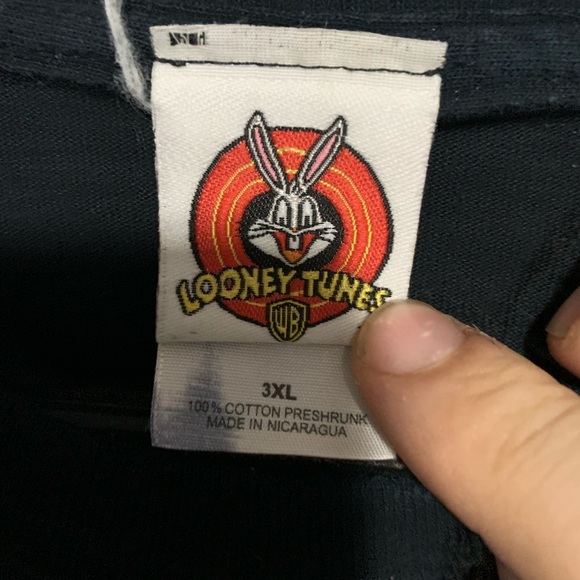 LOONEY TUNES
WB
3XL
100% COTTON PRESHRUNK
MADE IN NICARAGUA